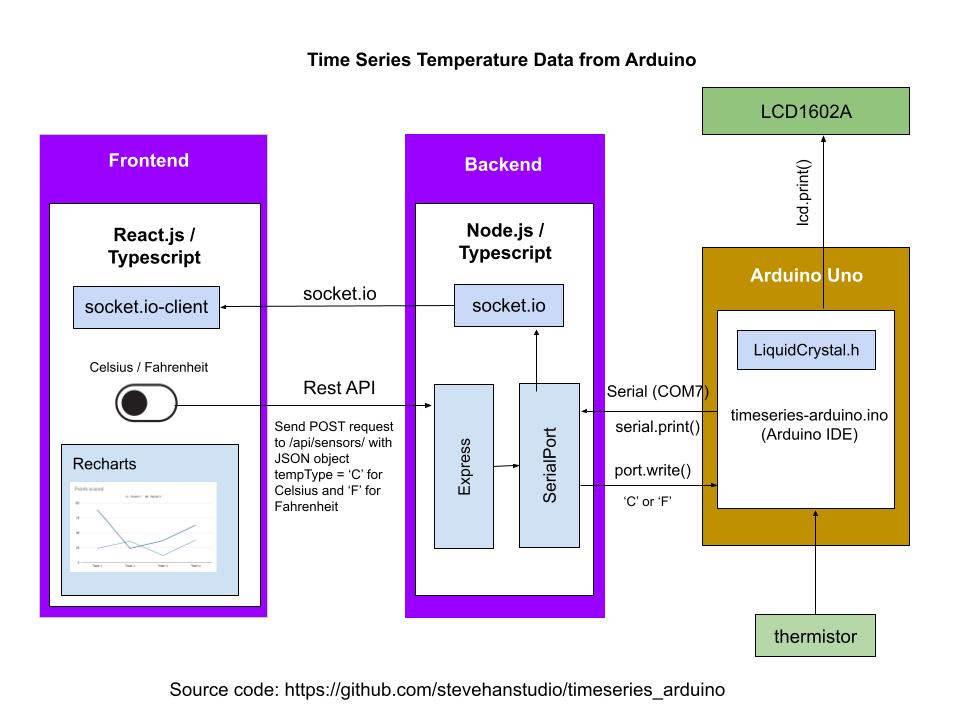 Time Series Temperature Data from Arduino
LCD1602A
lcd.print()
Frontend
React.js /
Typescript
socket.io-client
Celsius / Fahrenheit
Recharts
Points scored
socket.io
Rest API
Send POST request
to /api/sensors/ with
JSON object
tempType = ‘C’ for
Celsius and ‘F’ for
Fahrenheit
Backend
Node.js /
Typescript
socket.io
Express
SerialPort
Serial (COM7)
serial.print()
port.write()
‘C’ or ‘F’
Arduino Uno
LiquidCrystal.h
timeseries-arduino.ino
(Arduino IDE)
thermistor
Source code: https://github.com/stevehanstudio/timeseries_arduino